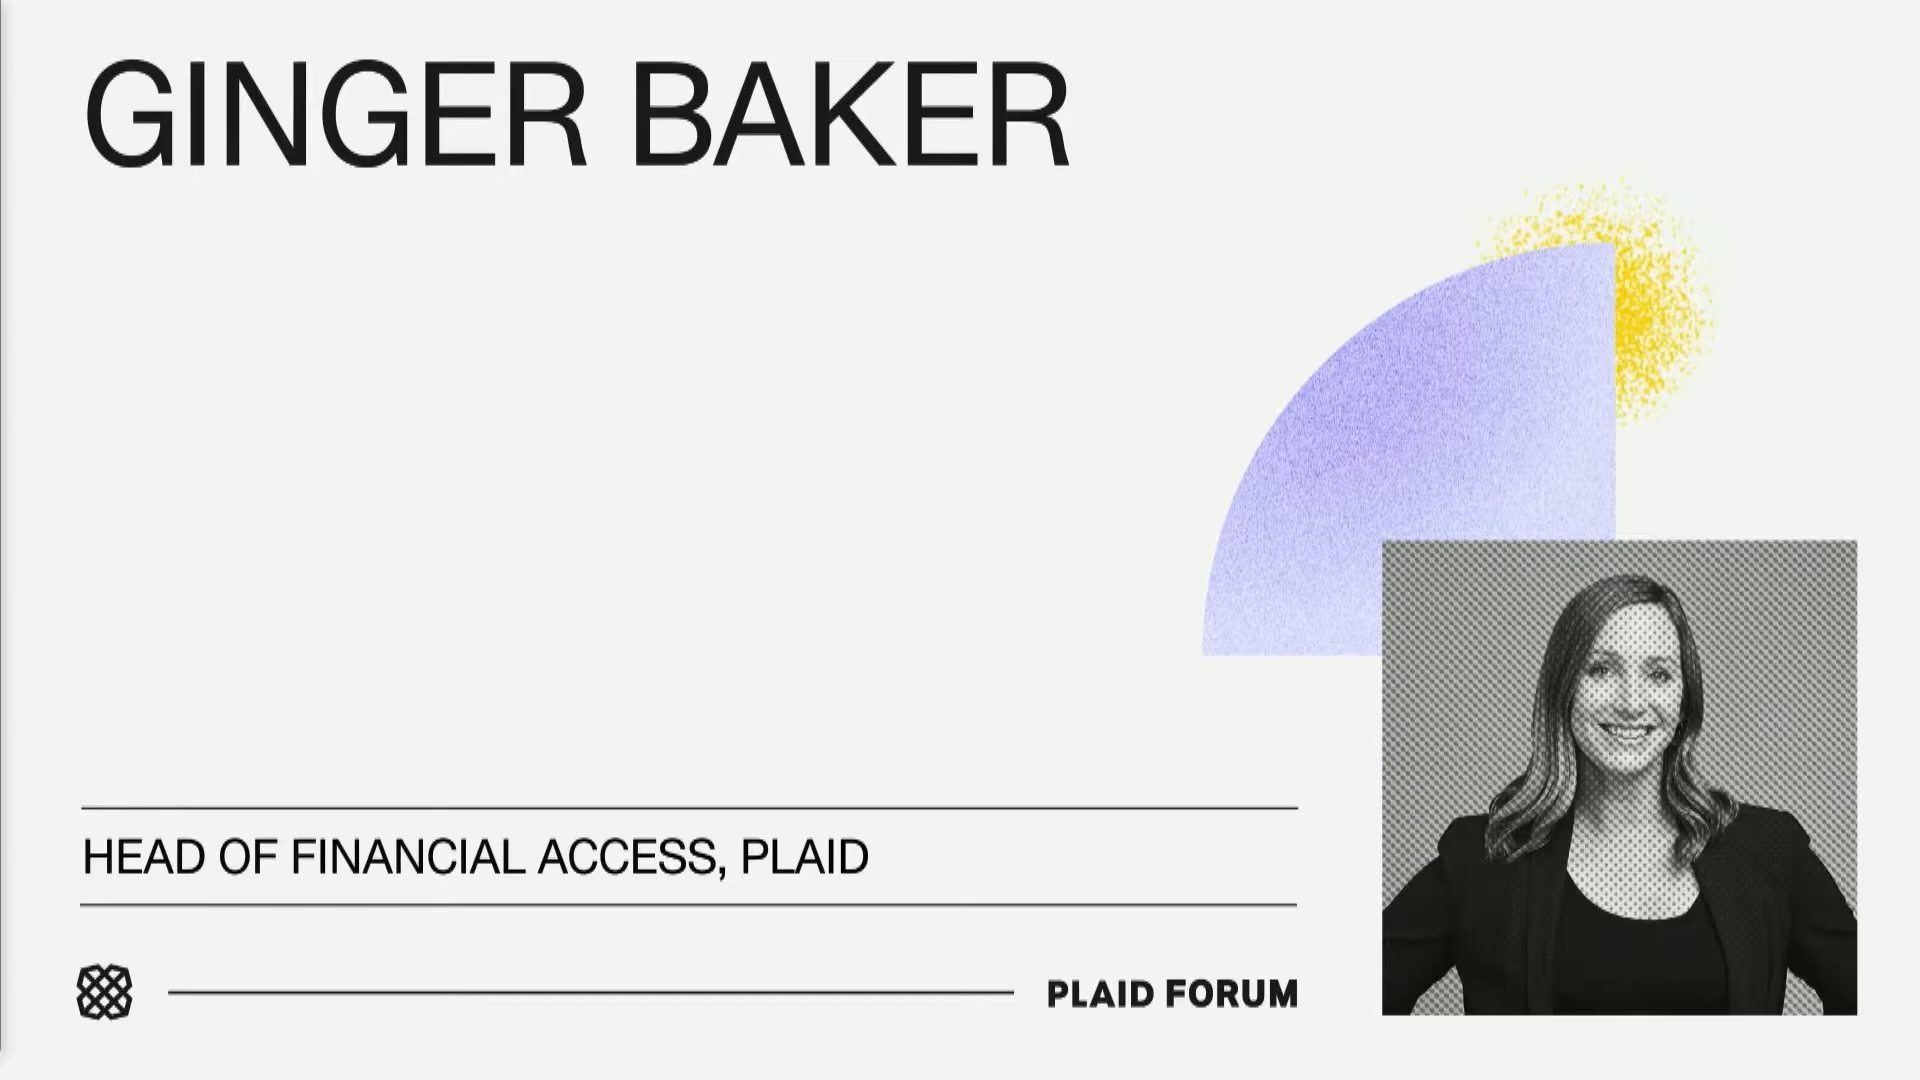 GINGER BAKER
HEAD OF FINANCIAL ACCESS, PLAID
PLAID FORUM